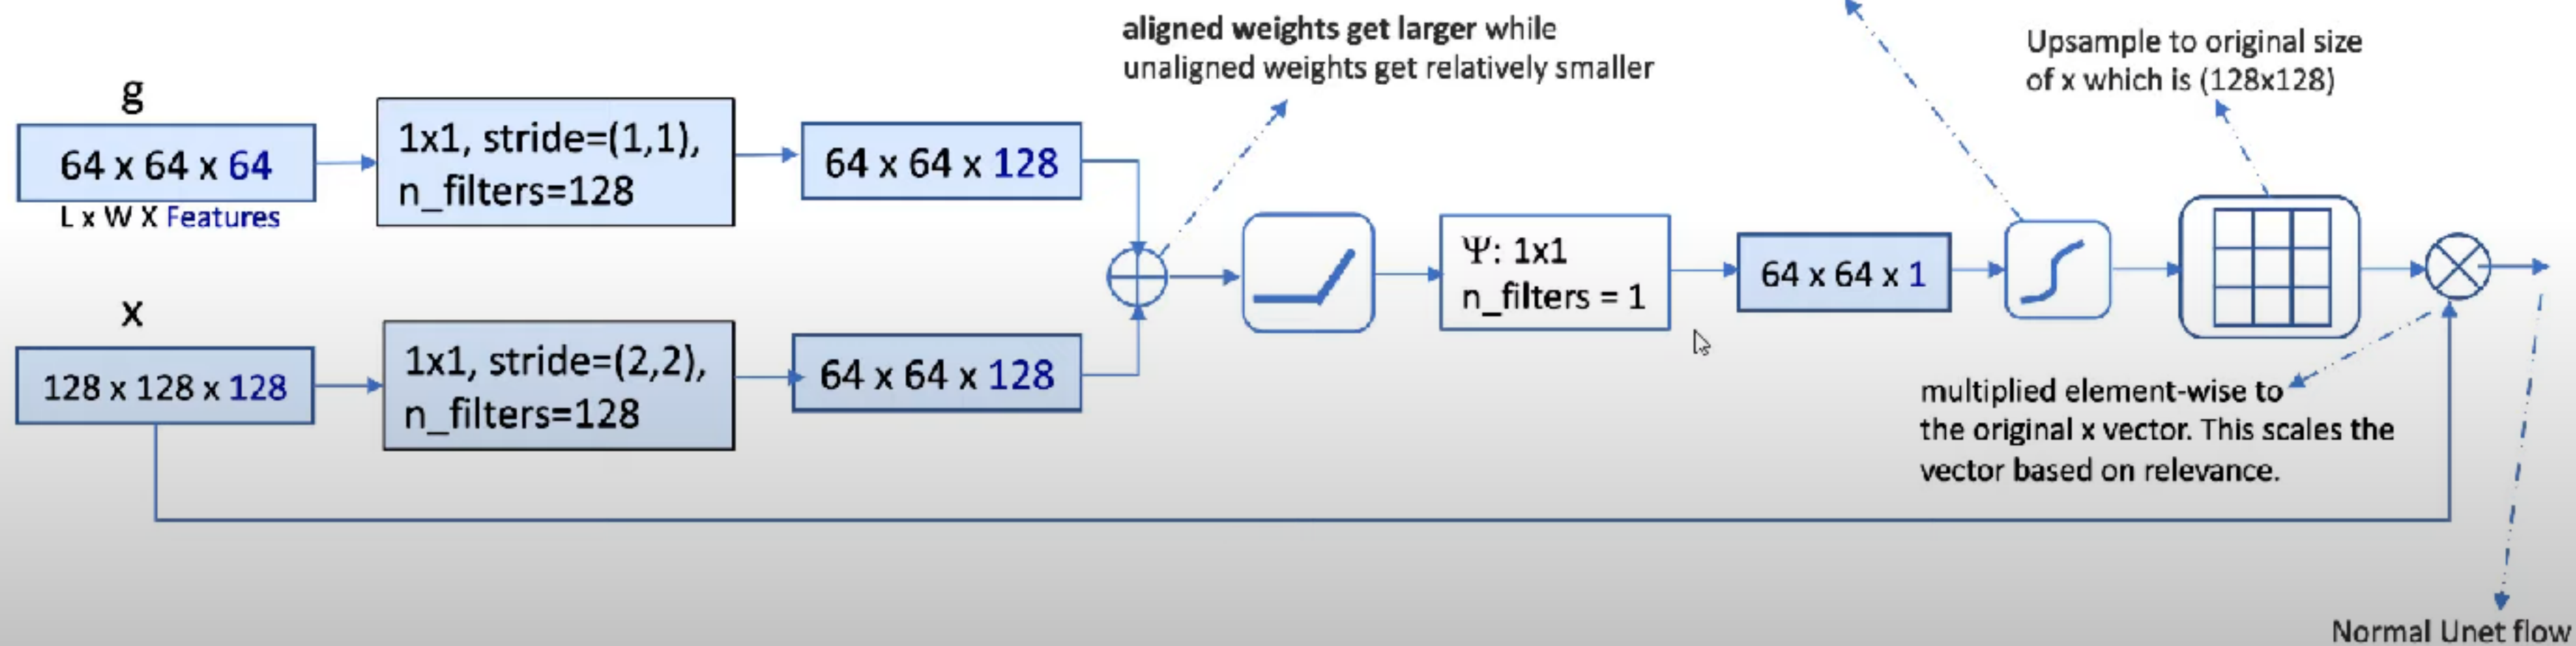 aligned weights get larger while
unaligned weights get relatively smaller
Upsample to original size
of x which is (128x128)
g
64 x 64 x 64
L x W X Features
1x1, stride=(1,1),
n_filters=128
64 x 64 x 128
x
128 x 128 x 128
1x1, stride=(2,2),
n_filters=128
64 x 64 x 128
Ψ: 1x1
n_filters = 1
64 x 64 x 1
multiplied element-wise to
the original x vector. This scales the
vector based on relevance.
Normal Unet flow